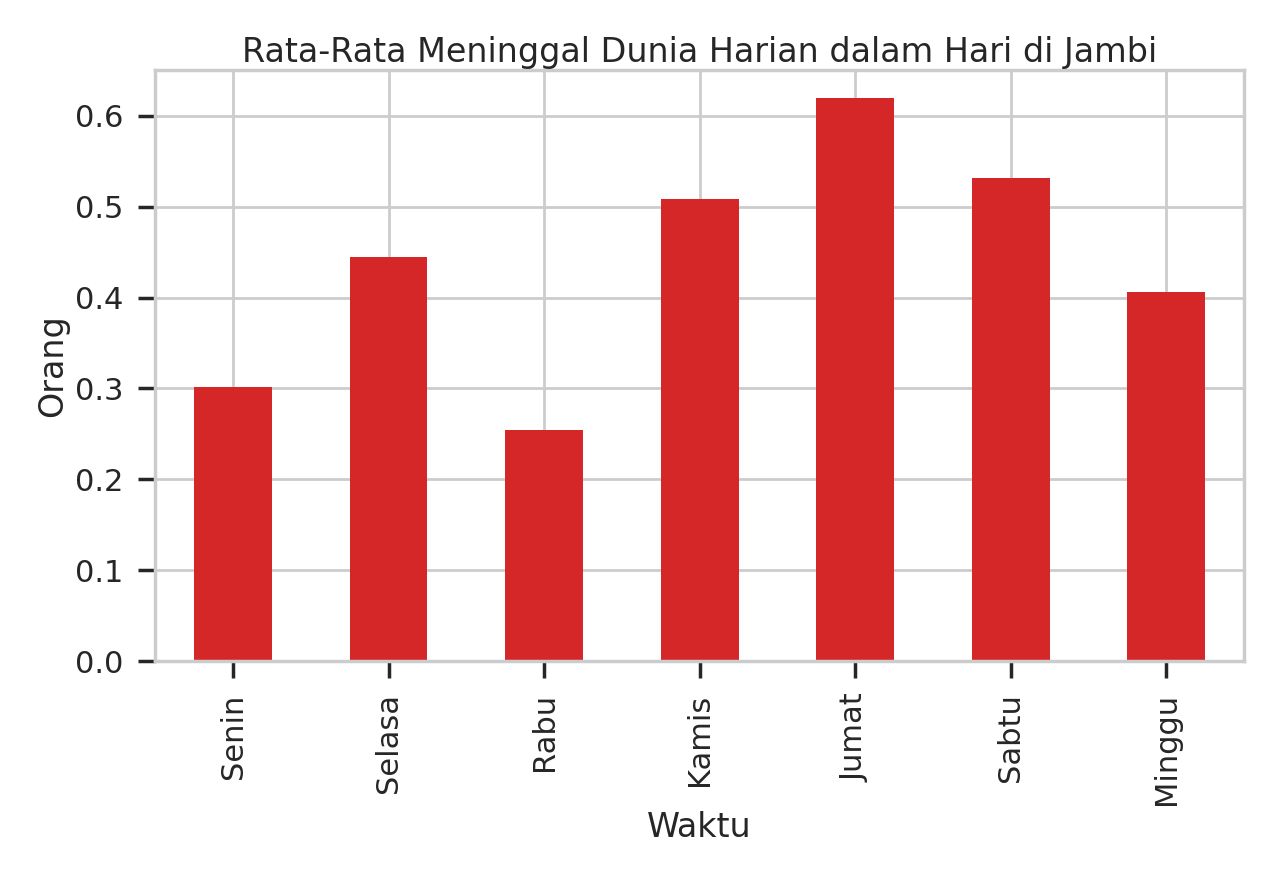 Rata-Rata Meninggal Dunia Harian dalam Hari di Jambi
0.6
0.5
0.4
0.3
0.2
0.1
0.0
Orang
Senin
Selasa
Rabu
Kamis
Jumat
Sabtu
Minggu
Waktu